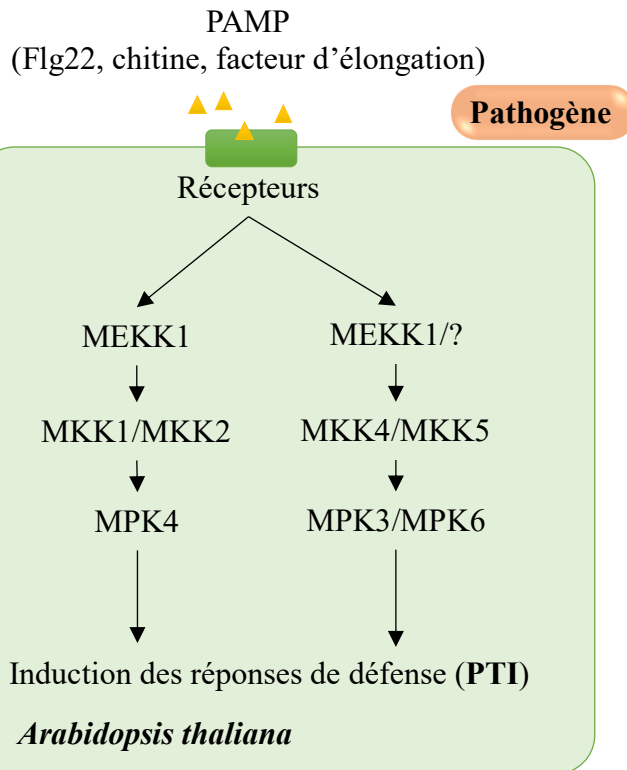 PAMP
(Flg22, chitine, facteur d’élongation)
Pathogène
Récepteurs
MEKK1
MEKK1/?
MKK1/MKK2
MKK4/MKK5
MPK4
MPK3/MPK6
Induction des réponses de défense (PTI)
Arabidopsis thaliana